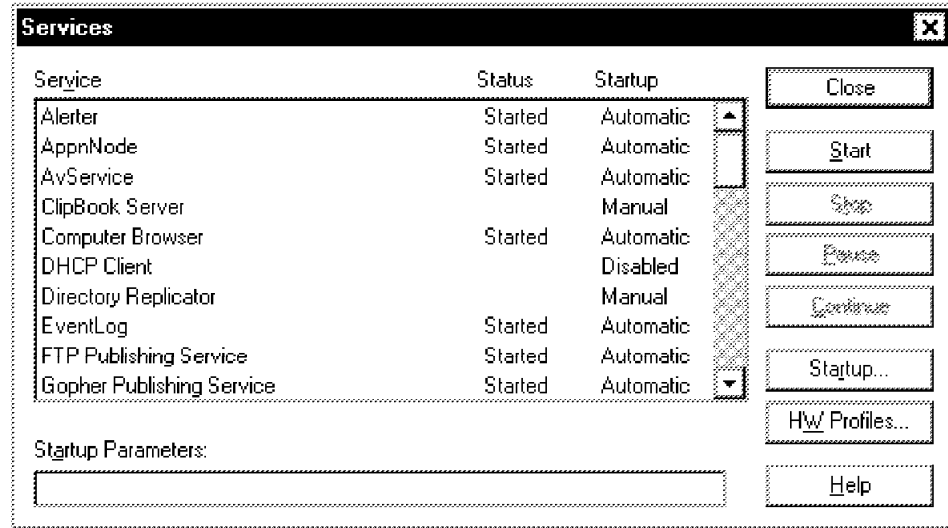 Services
Service Status Startup
Alerter Started Automatic
AppnNode Started Automatic
AvService Started Automatic
ClipBook Server Manual
Computer Browser Started Automatic
DHCP Client Disabled
Directory Replicator Manual
EventLog Started Automatic
FTP Publishing Service Started Automatic
Gopher Publishing Service Started Automatic
Startup Parameters:
Close
Start
Stop
Pause
Continue
Startup...
HW Profiles...
Help